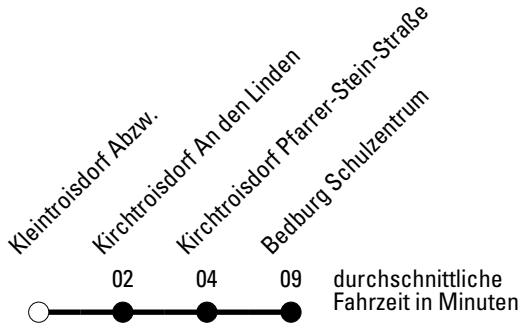 Kleintroisdorf Abzw.
Kirchtroisdorf An den Linden
Kirchtroisdorf Pfarrer-Stein-Straße
Bedburg Schulzentrum
02 04 09 durchschnittliche
Fahrzeit in Minuten